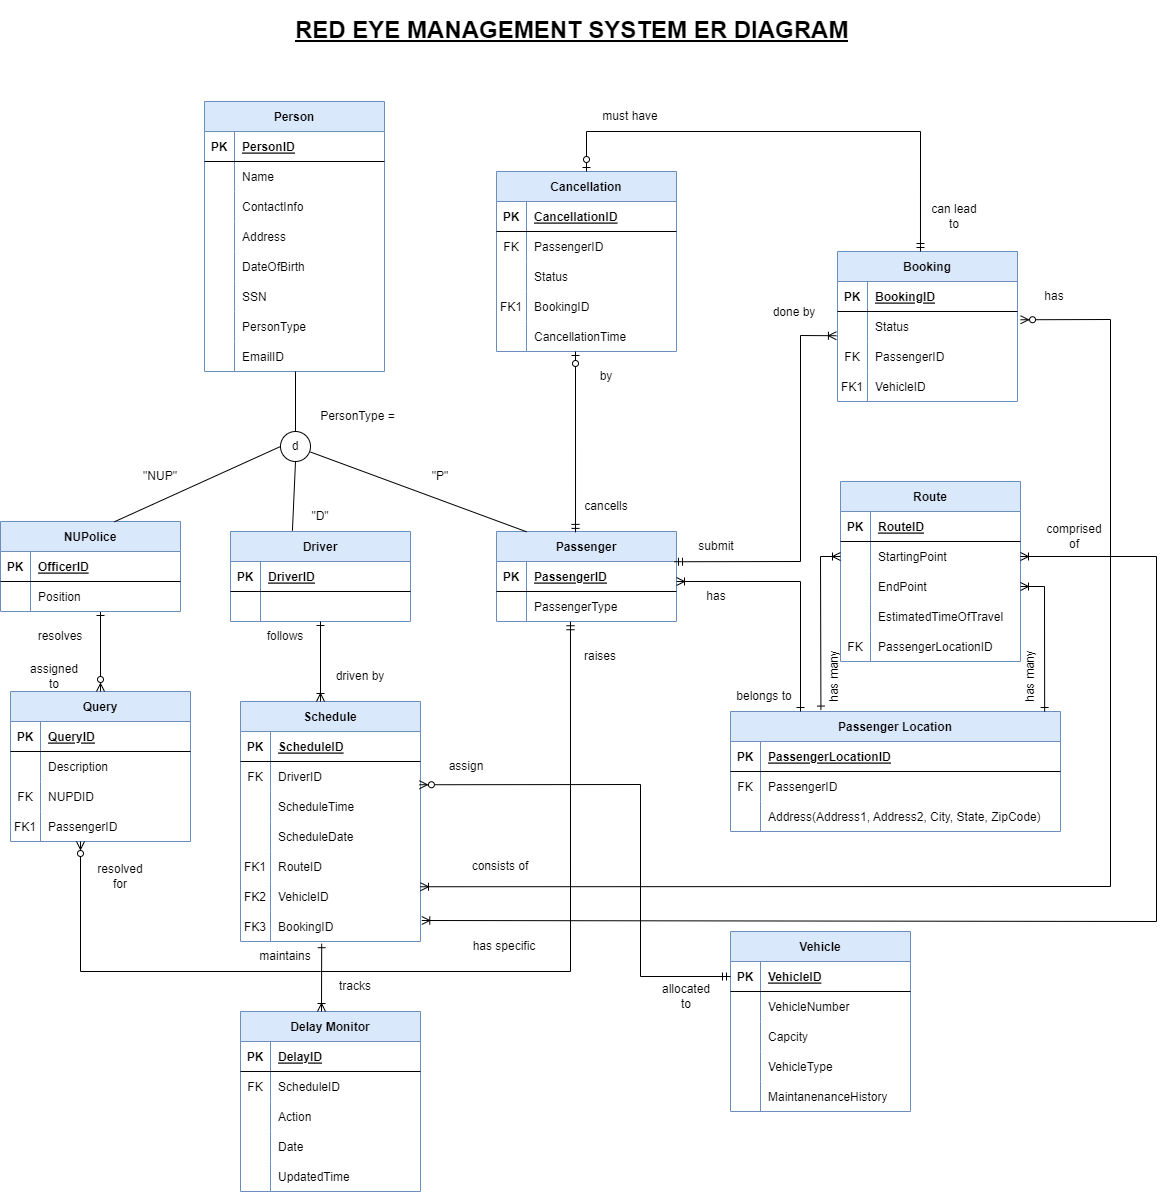 RED EYE MANAGEMENT SYSTEM ER DIAGRAM
Person
PK PersonID
Name
ContactInfo
Address
DateOfBirth
SSN
PersonType
EmailID
PersonType =
d
"NUP"
"D"
"P"
must have
Cancellation
PK CancellationID
FK PassengerID
Status
FK1 BookingID
CancellationTime
by
cancells
can lead
to
Booking
PK BookingID
Status
FK PassengerID
FK1 VehicleID
has
done by
NUPolice
PK OfficerID
Position
resolves
assigned
to
Driver
PK DriverID
follows
driven by
Passenger
PK PassengerID
PassengerType
submit
has
raises
belongs to
Route
PK RouteID
StartingPoint
EndPoint
EstimatedTimeOfTravel
FK PassengerLocationID
comprised
of
has many
has many
Query
PK QueryID
Description
FK NUPDID
FK1 PassengerID
resolved
for
Schedule
PK ScheduleID
FK DriverID
ScheduleTime
ScheduleDate
FK1 RouteID
FK2 VehicleID
FK3 BookingID
assign
consists of
has specific
maintains
tracks
Passenger Location
PK PassengerLocationID
FK PassengerID
Address(Address1, Address2, City, State, ZipCode)
allocated
to
Vehicle
PK VehicleID
VehicleNumber
Capcity
VehicleType
MaintanenanceHistory
Delay Monitor
PK DelayID
FK ScheduleID
Action
Date
UpdatedTime